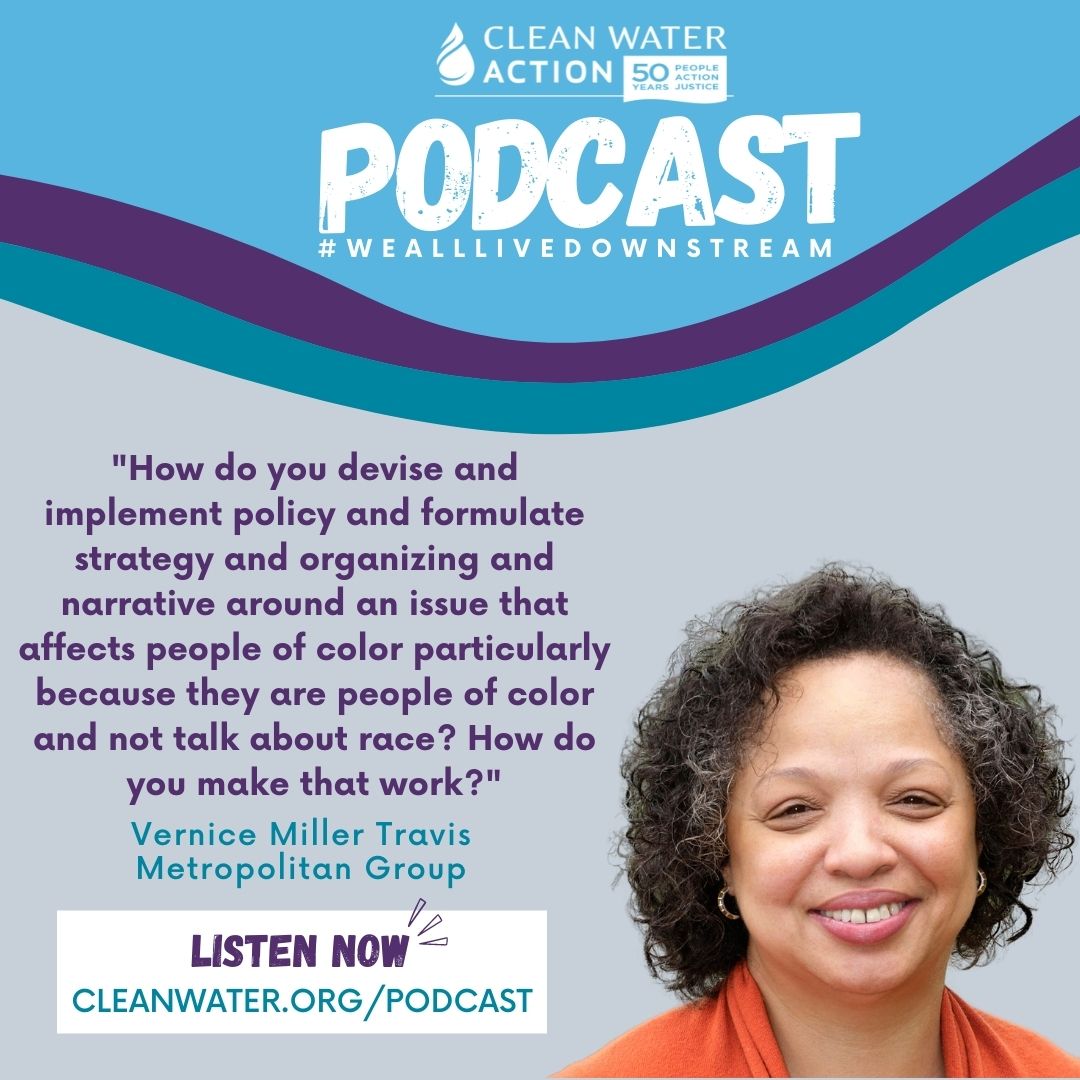 CLEAN WATER
ACTION 50 YEARS PEOPLE ACTION JUSTICE
PODCAST
#WEALLLIVEDOWNSTREAM
"How do you devise and
implement policy and formulate
strategy and organizing and
narrative around an issue that
affects people of color particularly
because they are people of color
and not talk about race? How do
you make that work?"
Vernice Miller Travis
Metropolitan Group
LISTEN NOW
CLEANWATER.ORG/PODCAST